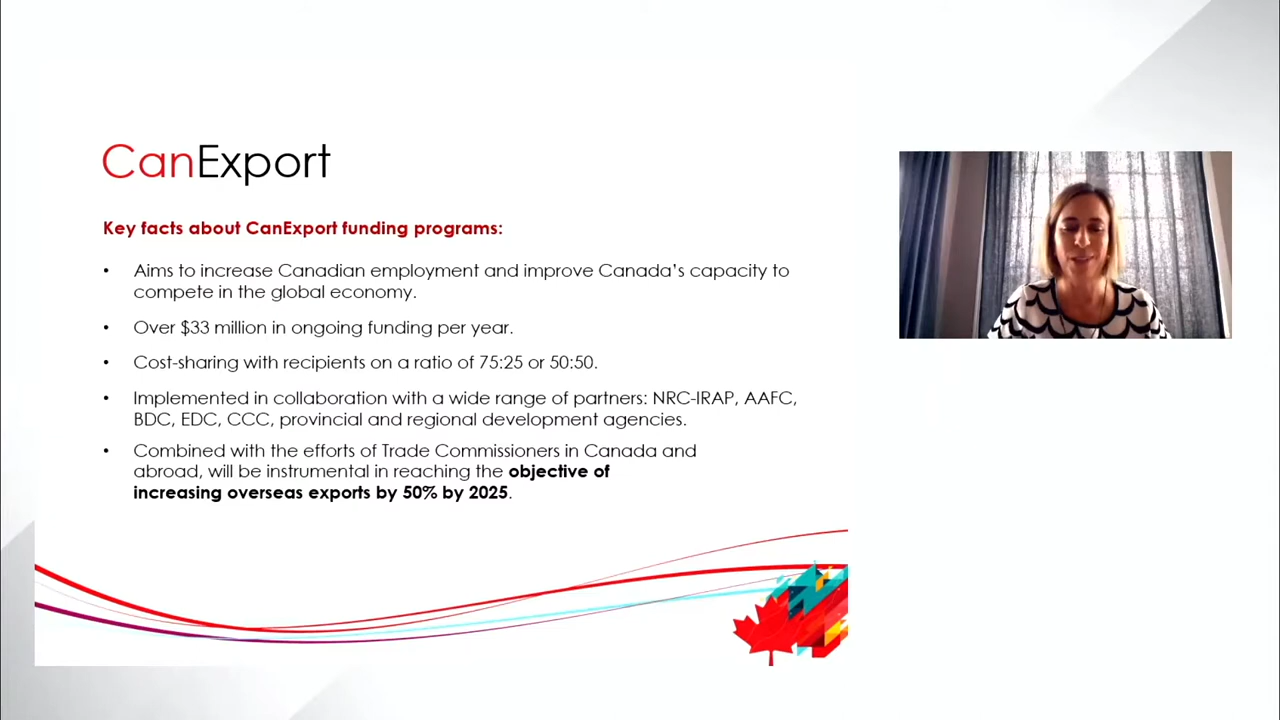 CanExport
Key facts about CanExport funding programs:
• Aims to increase Canadian employment and improve Canada's capacity to
compete in the global economy.
• Over $33 million in ongoing funding per year.
• Cost-sharing with recipients on a ratio of 75:25 or 50:50.
• Implemented in collaboration with a wide range of partners: NRC-IRAP, AAFC,
BDC, EDC, CCC, provincial and regional development agencies.
• Combined with the efforts of Trade Commissioners in Canada and
abroad, will be instrumental in reaching the objective of
increasing overseas exports by 50% by 2025.